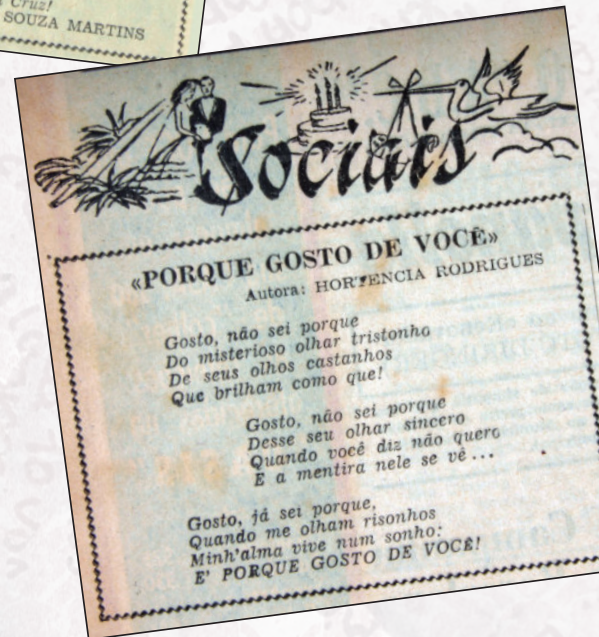 Cruz!
SOUZA MARTINS
Sociais
«PORQUE GOSTO DE VOCÊ»
Autora: HORTENCIA RODRIGUES
Gosto, não sei porque
Do misterioso olhar tristonho
De seus olhos castanhos
Que brilham como que!
Gosto, não sei porque
Desse seu olhar sincero
Quando você diz não quero
E a mentira nele se vê...
Gosto, já sei porque,
Quando me olham risonhos
Minh'alma vive num sonho:
E' PORQUE GOSTO DE VOCÊ!